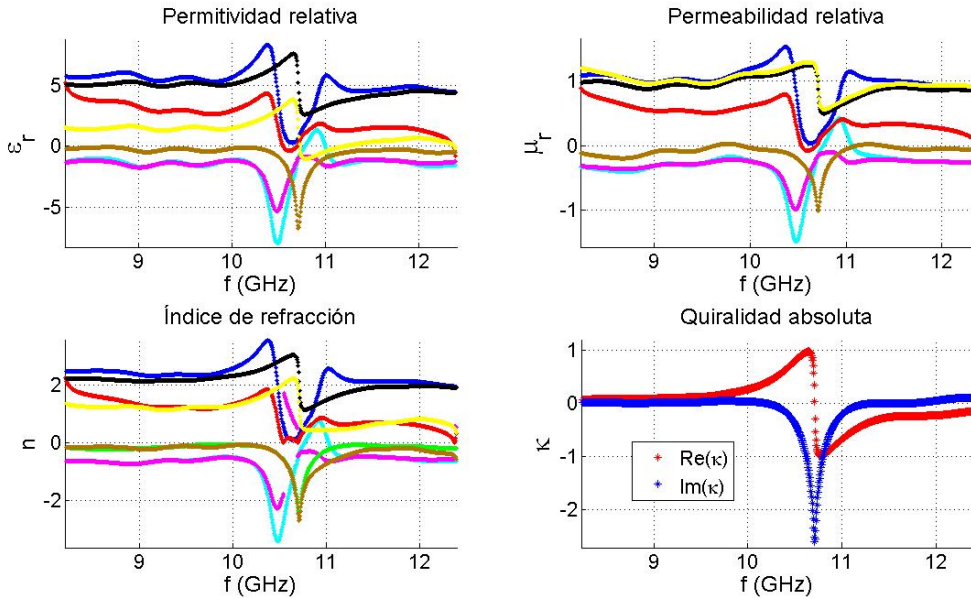 Permitividad relativa
Permeabilidad relativa
5
0
-5
εr
9
10
11
12
f (GHz)
1
0
-1
μr
9
10
11
12
f (GHz)
Índice de refracción
Quiralidad absoluta
2
0
-2
n
9
10
11
12
f (GHz)
1
0
-1
-2
κ
Re(κ)
Im(κ)
9
10
11
12
f (GHz)